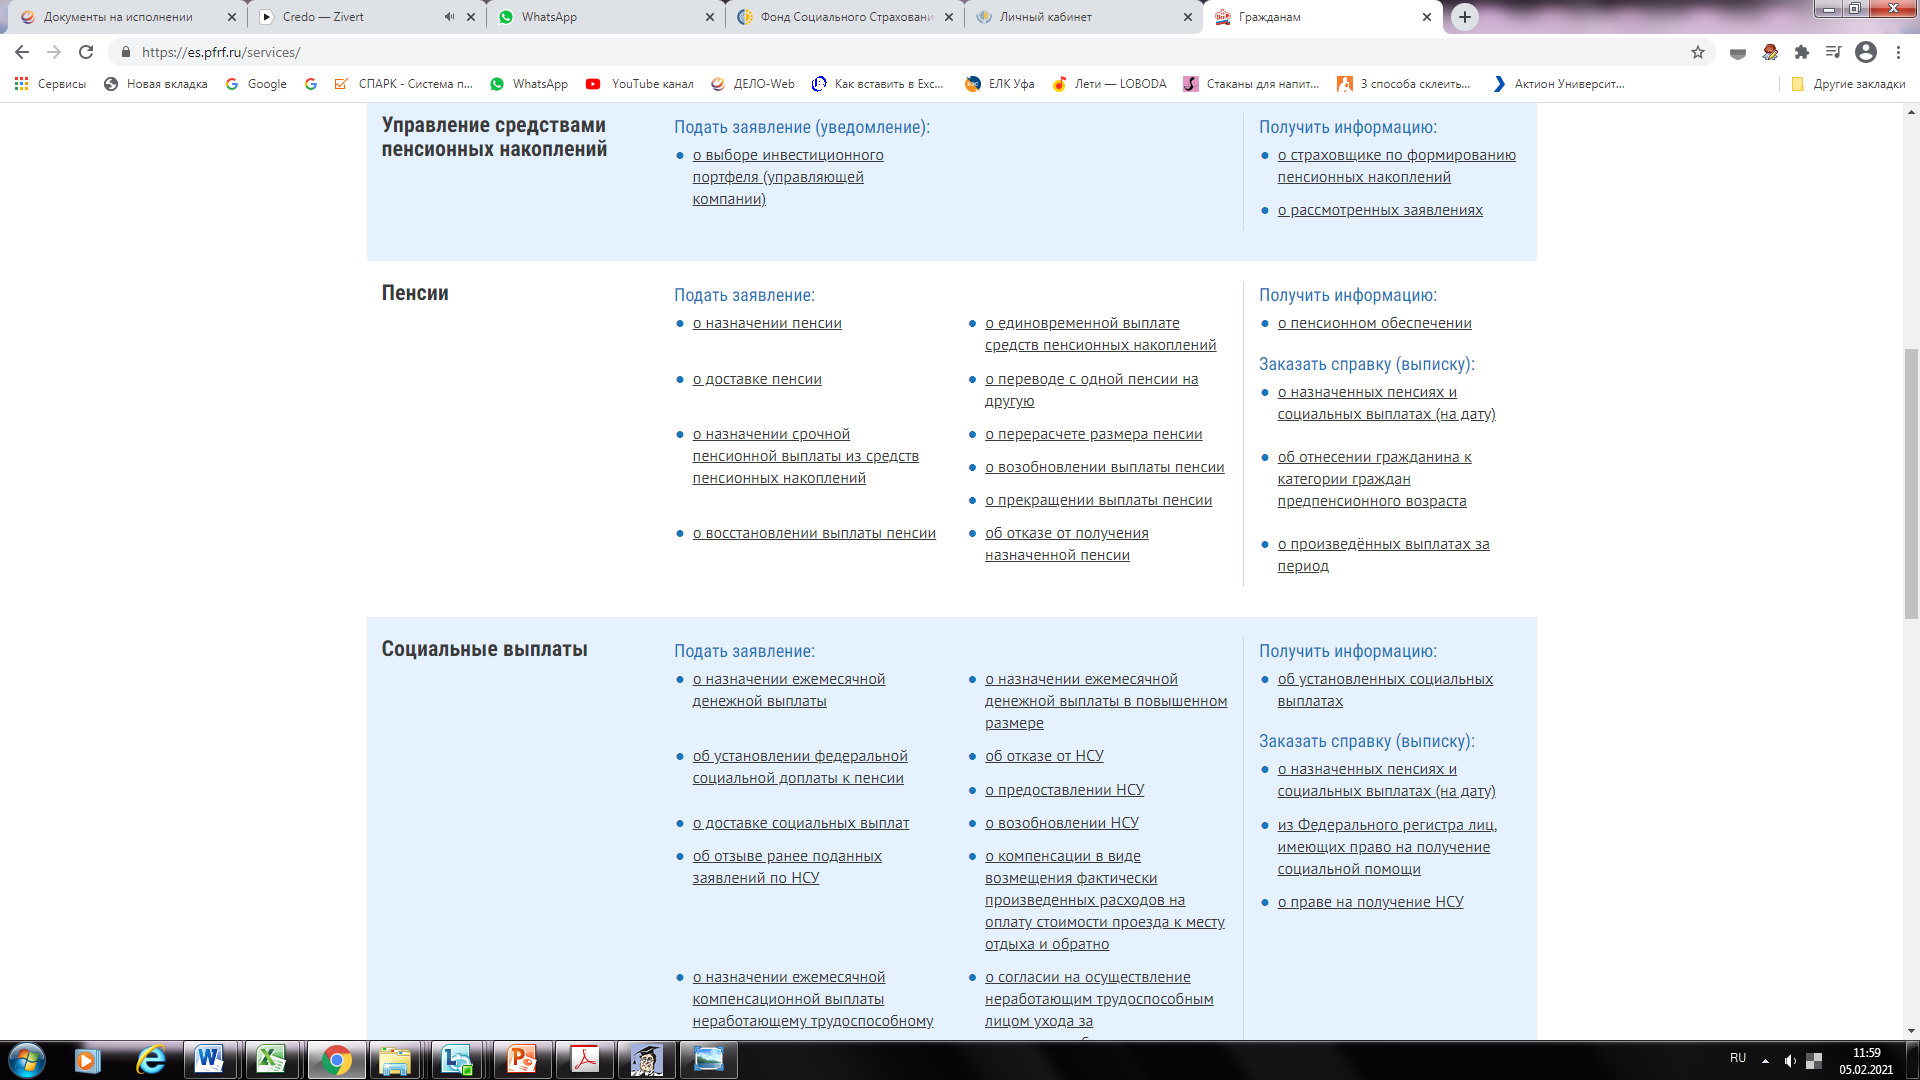 Документы на исполнении
Credo — Zivert
WhatsApp
Фонд Социального Страховани
Личный кабинет
Гражданам
https://es.pfrf.ru/services/
Сервисы
Новая вкладка
Google
СПАРК - Система п...
WhatsApp
YouTube канал
ДЕЛО-Web
Как вставить в Exc...
ЕЛК Уфа
Лети — LOBODA
Стаканы для напит...
3 способа склеить...
Актион Университ...
Другие закладки
Управление средствами
пенсионных накоплений
Подать заявление (уведомление):
о выборе инвестиционного
портфеля (управляющей
компании)
Получить информацию:
о страховщике по формированию
пенсионных накоплений
о рассмотренных заявлениях
Пенсии
Подать заявление:
о назначении пенсии
о доставке пенсии
о назначении срочной
пенсионной выплаты из средств
пенсионных накоплений
о восстановлении выплаты пенсии
о единовременной выплате
средств пенсионных накоплений
о переводе с одной пенсии на
другую
о перерасчете размера пенсии
о возобновлении выплаты пенсии
о прекращении выплаты пенсии
об отказе от получения
назначенной пенсии
Получить информацию:
о пенсионном обеспечении
Заказать справку (выписку):
о назначенных пенсиях и
социальных выплатах (на дату)
об отнесении гражданина к
категории граждан
предпенсионного возраста
о произведённых выплатах за
период
Социальные выплаты
Подать заявление:
о назначении ежемесячной
денежной выплаты
об установлении федеральной
социальной доплаты к пенсии
о доставке социальных выплат
об отзыве ранее поданных
заявлений по НСУ
о назначении ежемесячной
компенсационной выплаты
неработающему трудоспособному
о назначении ежемесячной
денежной выплаты в повышенном
размере
об отказе от НСУ
о предоставлении НСУ
о возобновлении НСУ
о компенсации в виде
возмещения фактически
произведенных расходов на
оплату стоимости проезда к месту
отдыха и обратно
о согласии на осуществление
неработающим трудоспособным
лицом ухода за
Получить информацию:
об установленных социальных
выплатах
Заказать справку (выписку):
о назначенных пенсиях и
социальных выплатах (на дату)
из Федерального регистра лиц,
имеющих право на получение
социальной помощи
о праве на получение НСУ
RU
11:59
05.02.2021